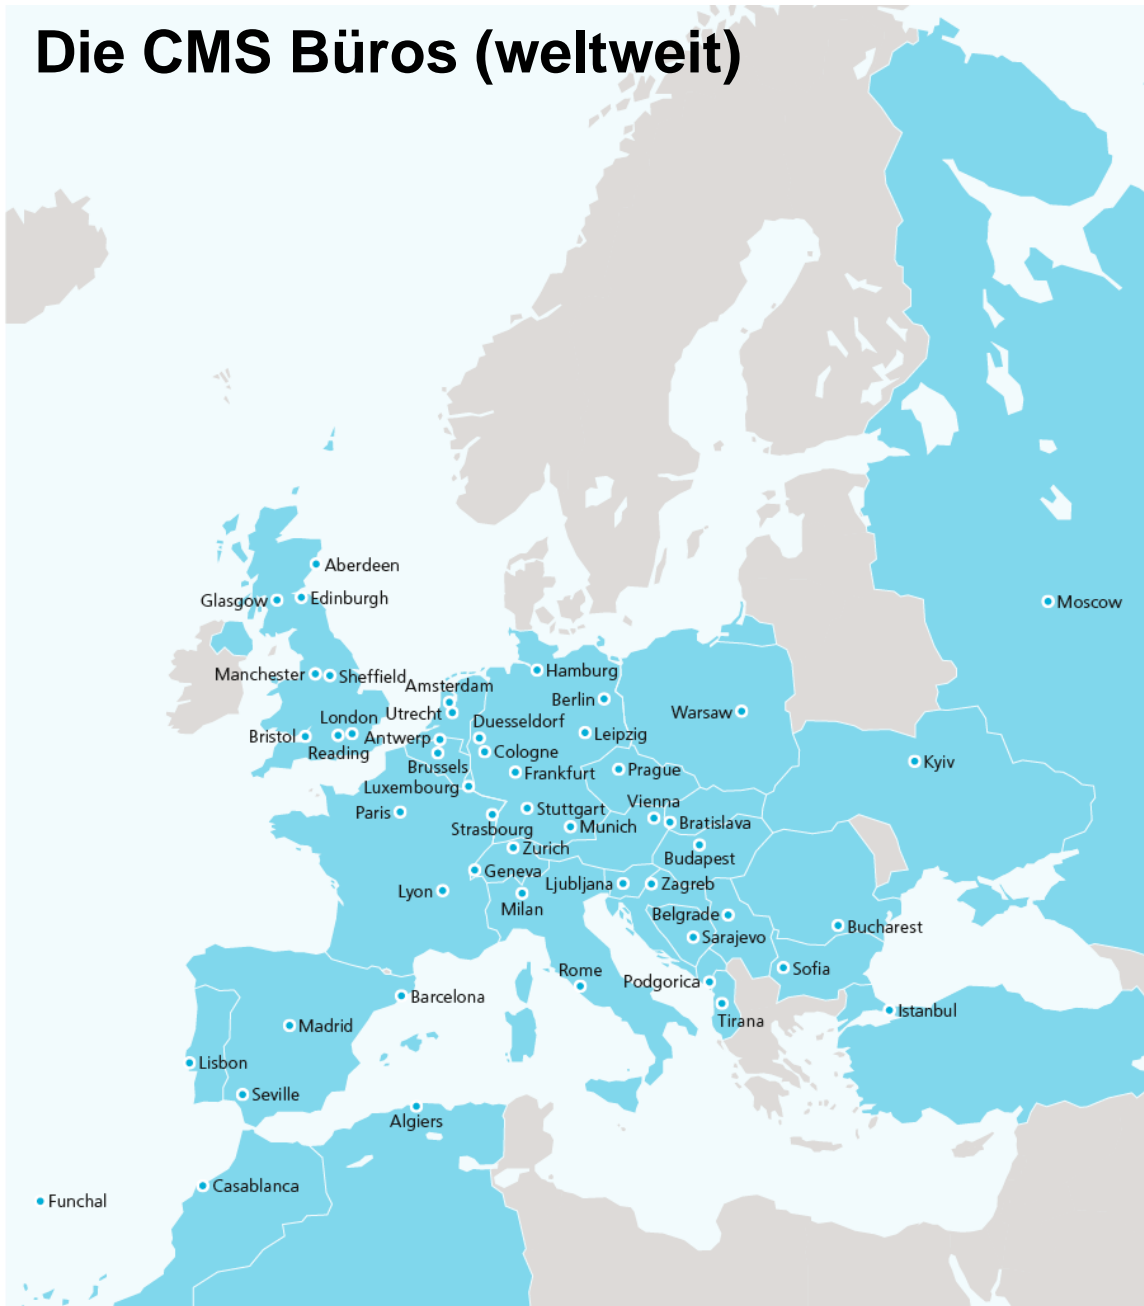 Die CMS Büros (weltweit)
Aberdeen
Glasgow
Edinburgh
Moscow
Manchester
Sheffield
Hamburg
Amsterdam
Berlin
Utrecht
Warsaw
London
Duesseldorf
Leipzig
Bristol
Antwerp
Reading
Cologne
Kyiv
Brussels
Frankfurt
Prague
Luxembourg
Paris
Stuttgart
Vienna
Strasbourg
Munich
Bratislava
Zurich
Budapest
Geneva
Lyon
Ljubljana
Zagreb
Milan
Belgrade
Bucharest
Sarajevo
Rome
Sofia
Podgorica
Barcelona
Istanbul
Madrid
Tirana
Lisbon
Seville
Algiers
Casablanca
Funchal